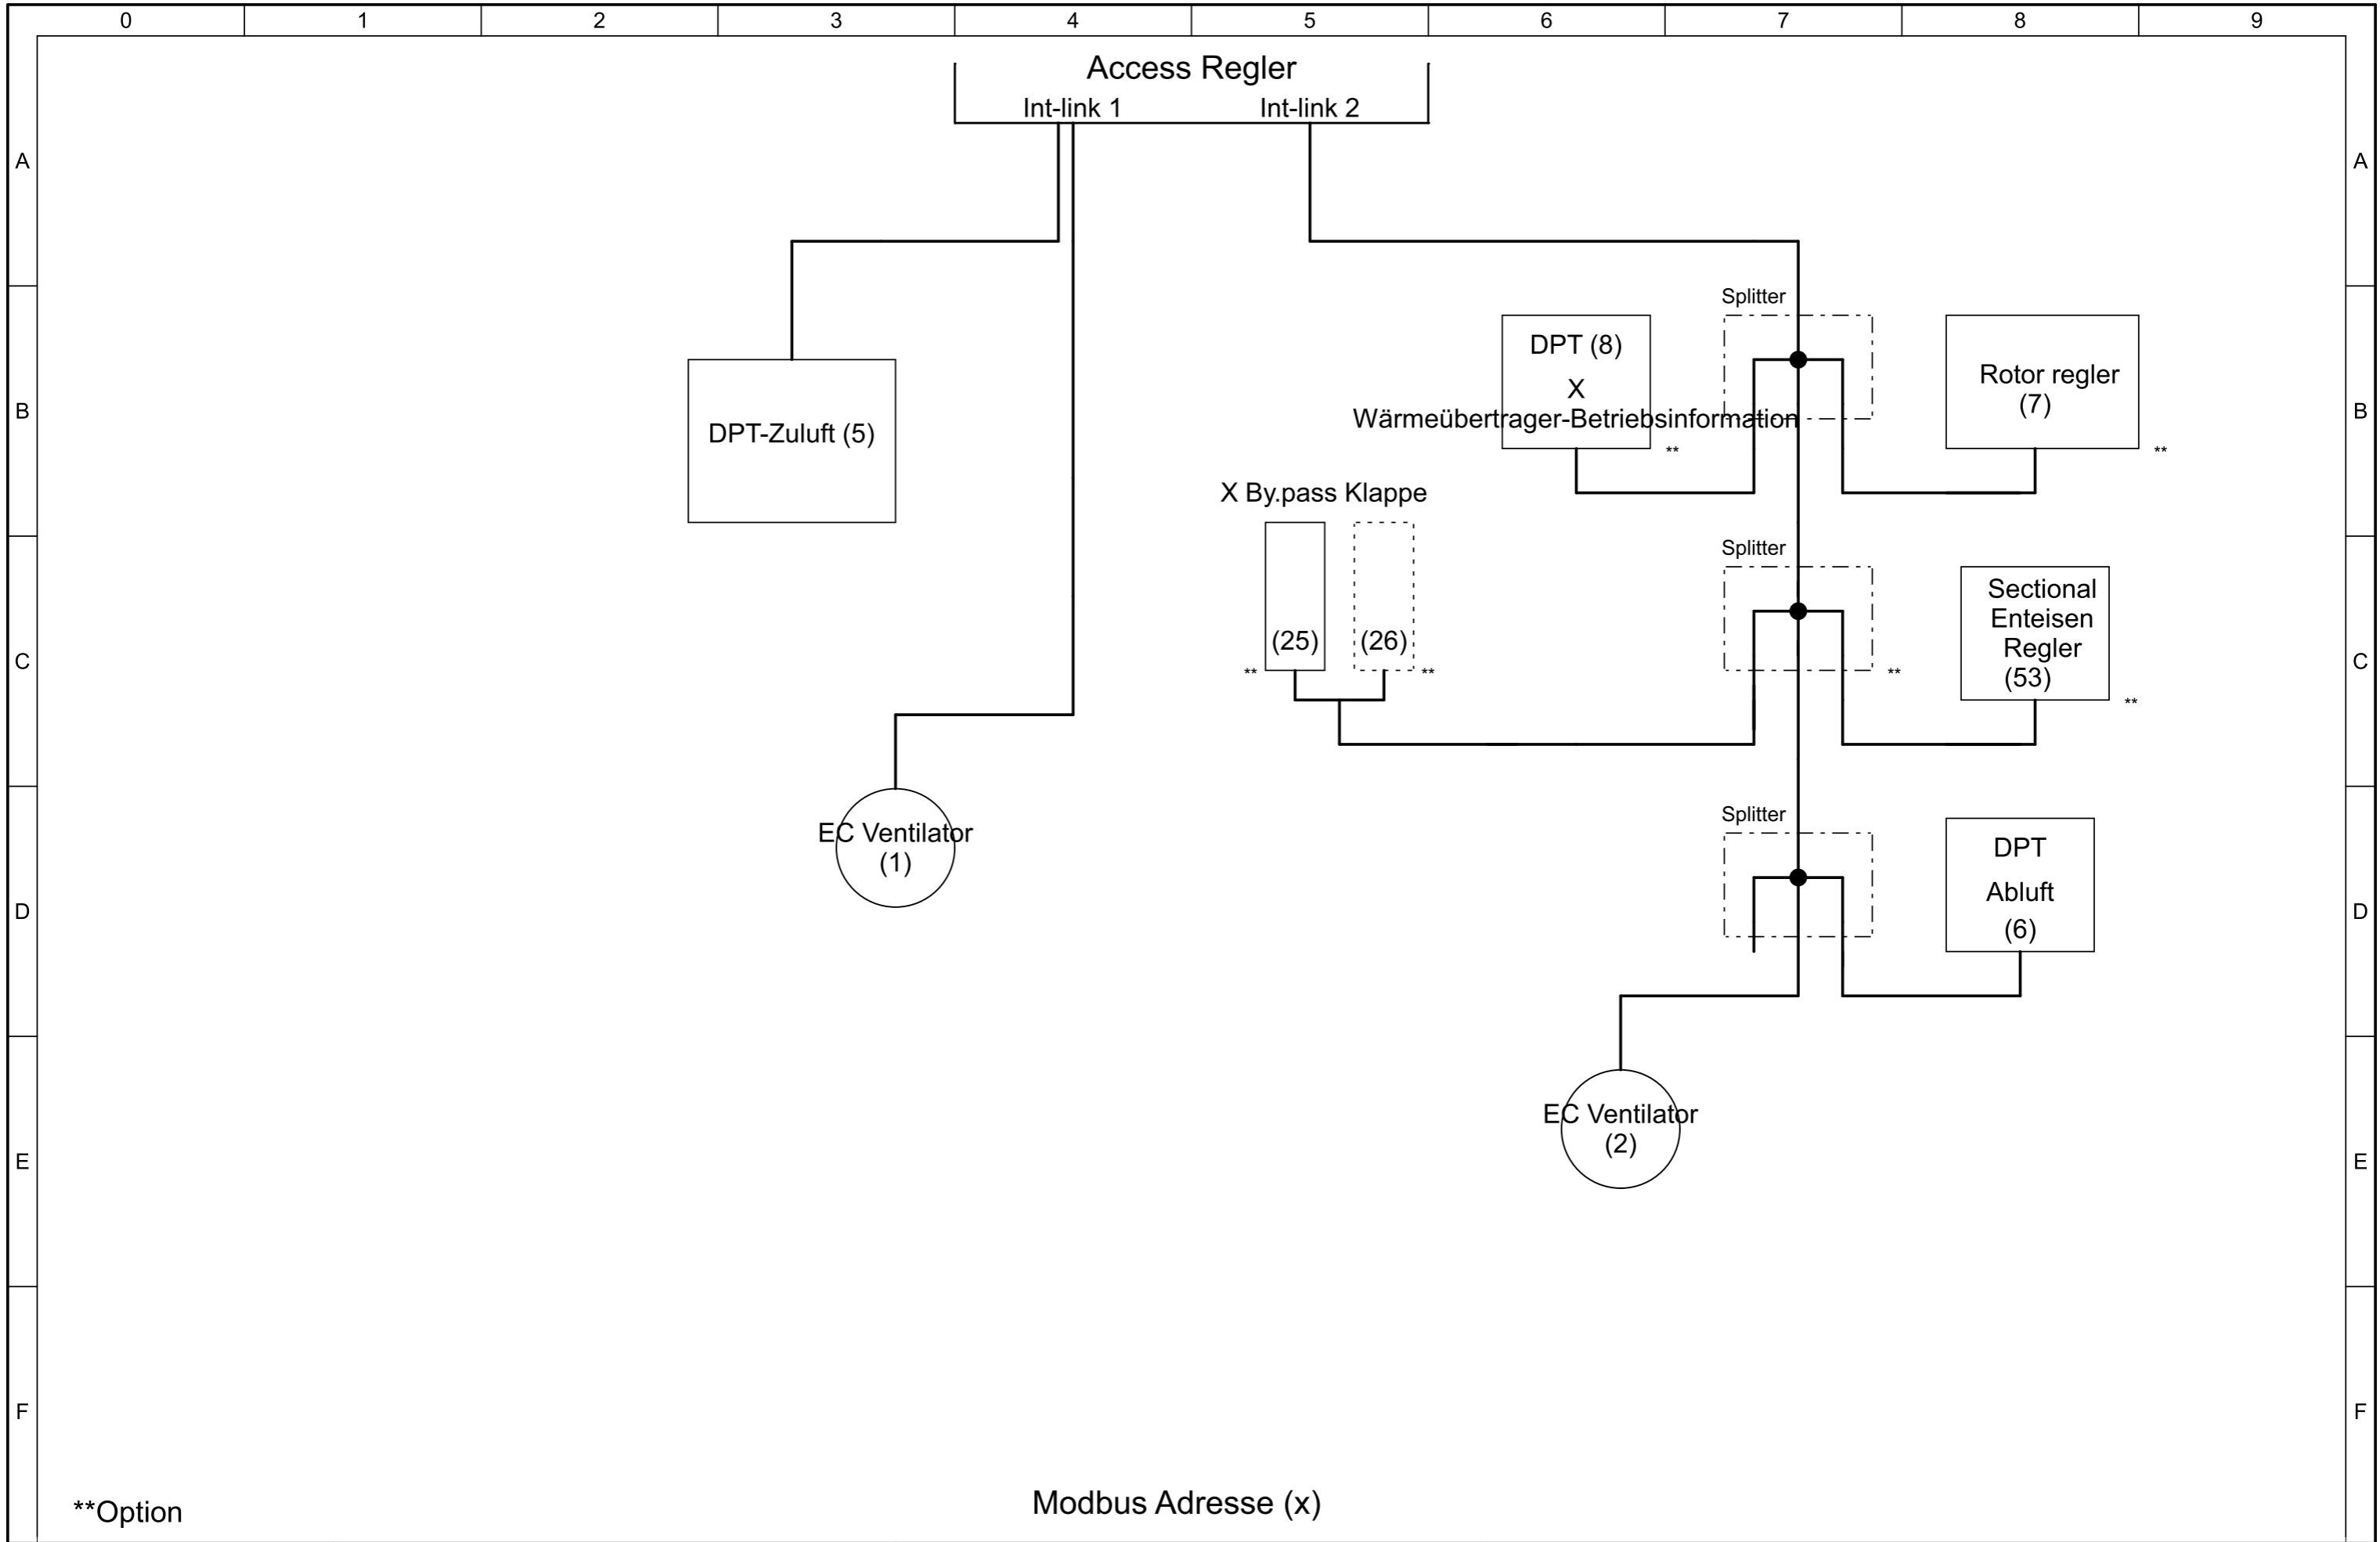 0 1 2 3 4 5 6 7 8 9
Access Regler
Int-link 1 Int-link 2
A A
Splitter
DPT (8)
X
Wärmeübertrager-Betriebsinformation
**
Rotor regler
(7)
**
B B
DPT-Zuluft (5)
X By.pass Klappe
(25) (26)
** **
Splitter
**
Sectional
Enteisen
Regler
(53)
**
C C
EC Ventilator
(1)
Splitter
DPT
Abluft
(6)
D D
EC Ventilator
(2)
E E
F F
**Option
Modbus Adresse (x)